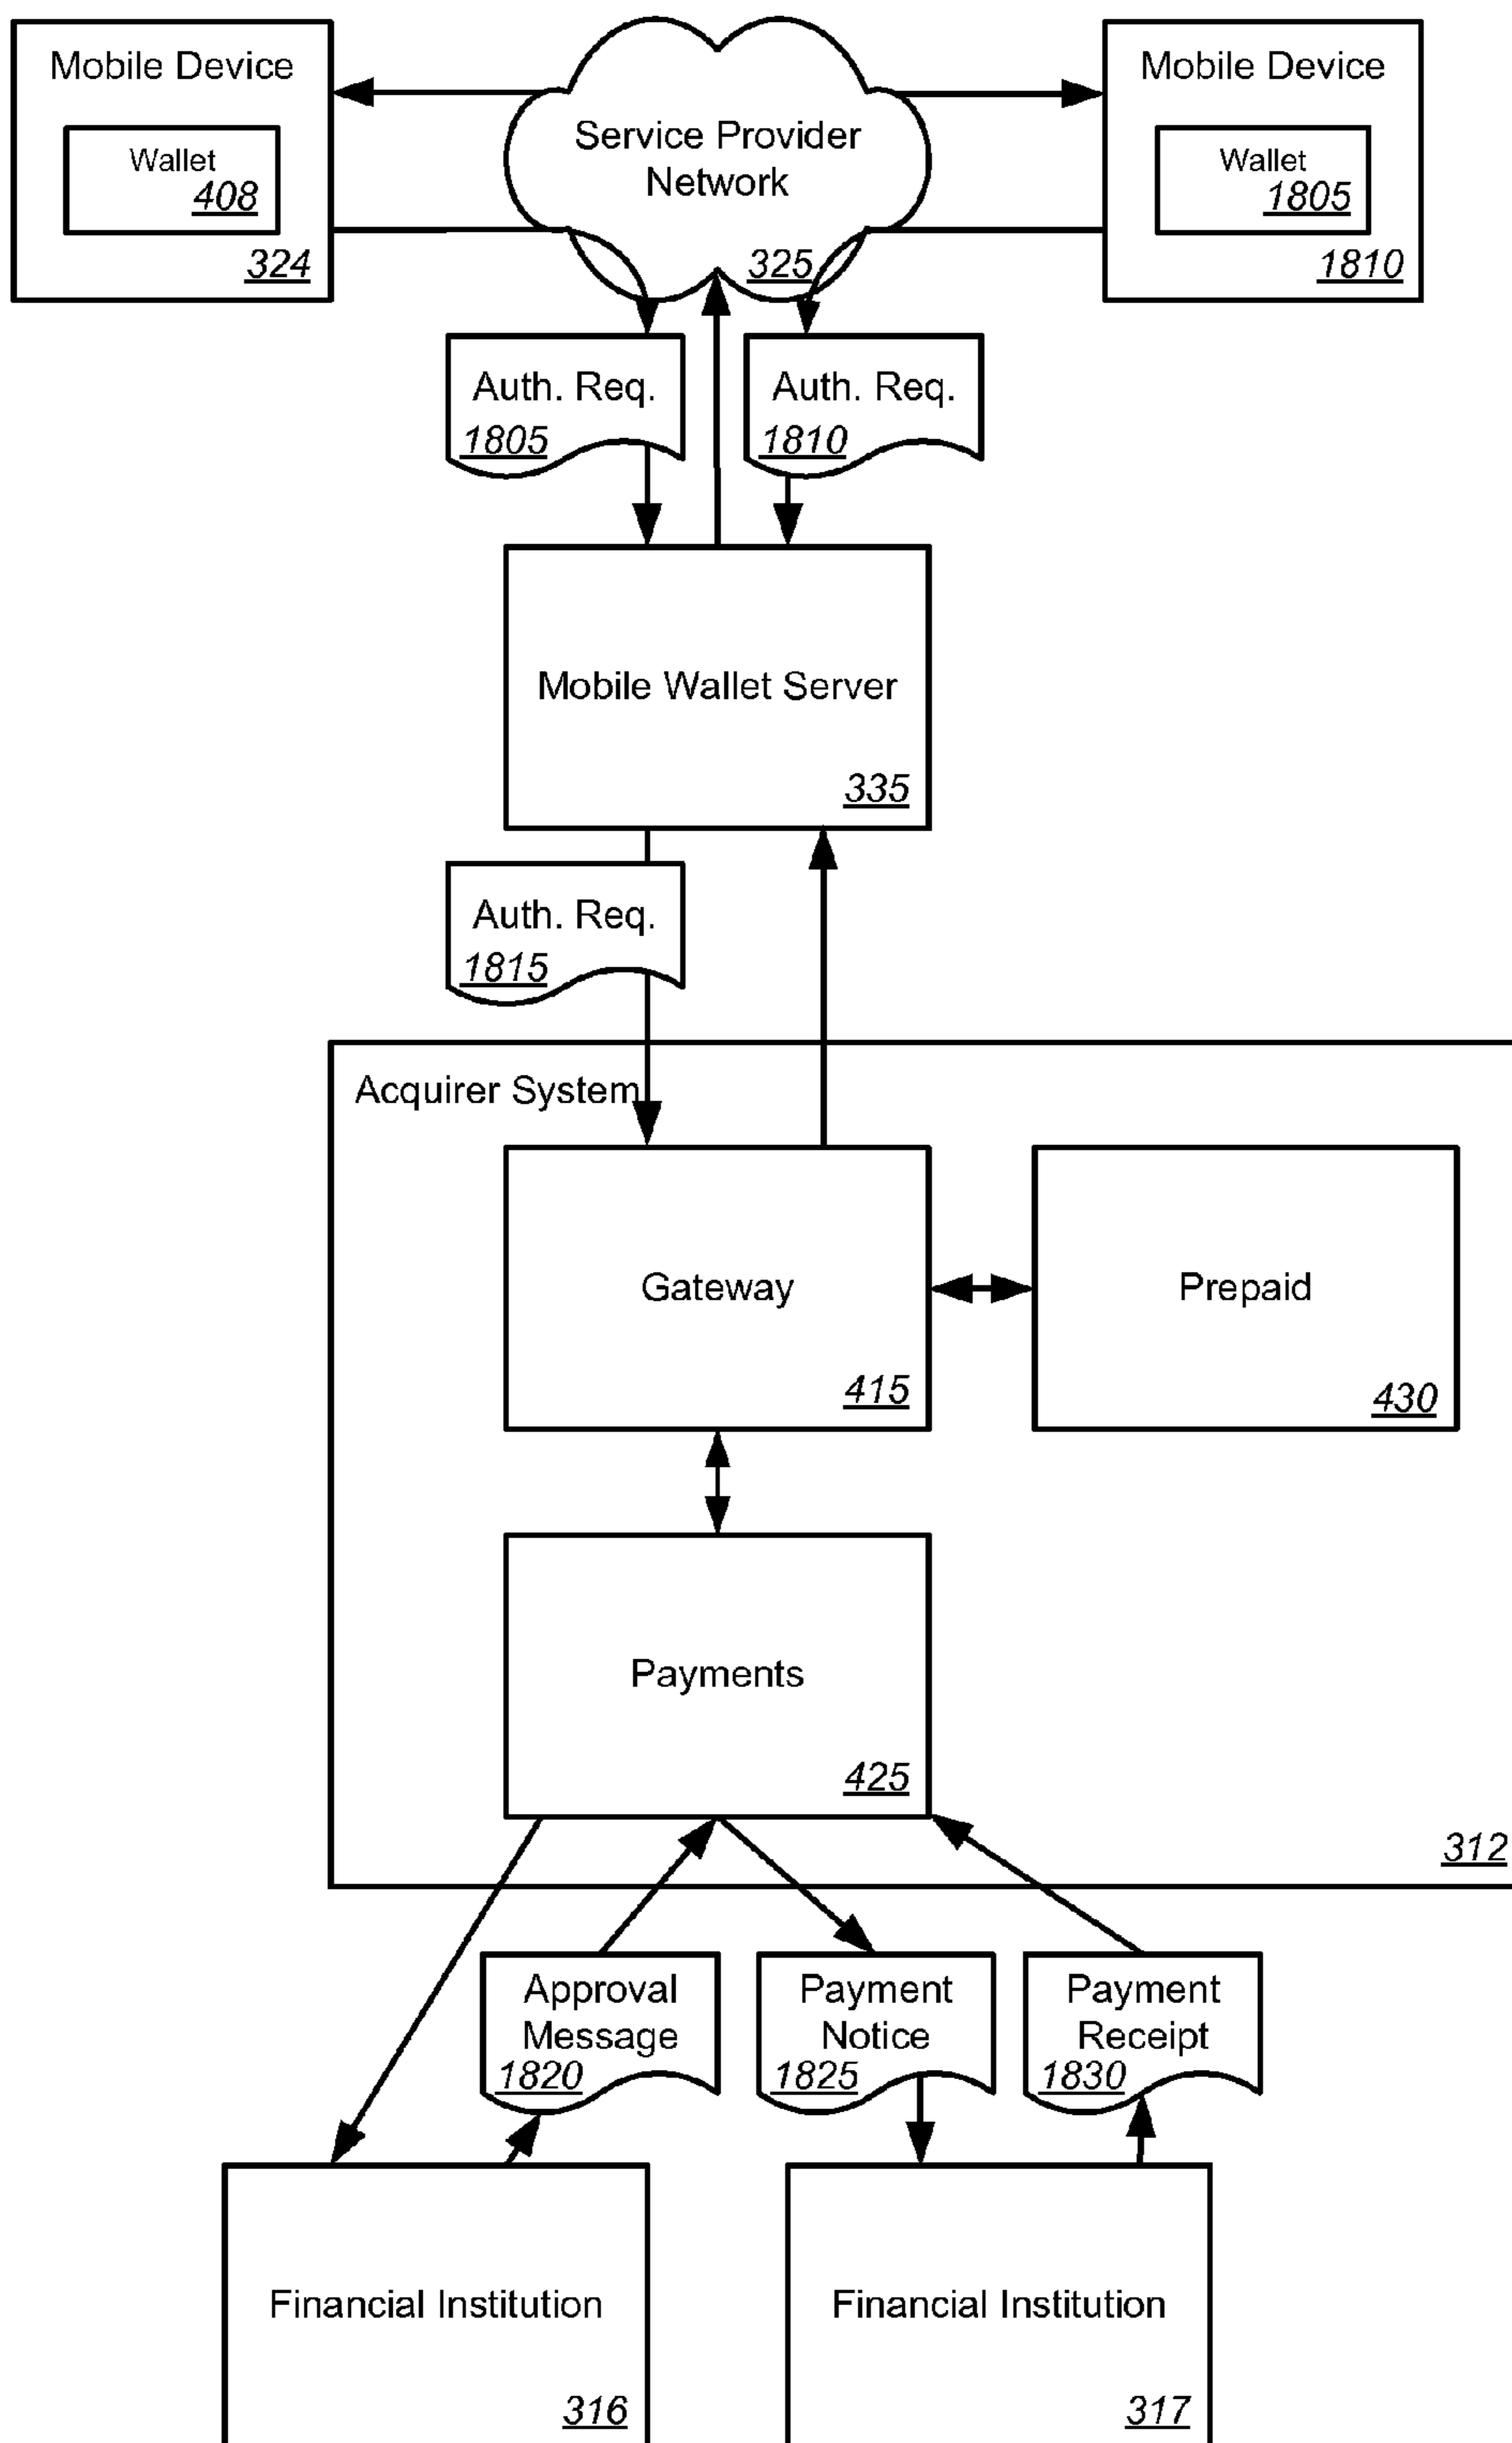 Mobile Device
Wallet
408
324
Service Provider
Network
325
Mobile Device
Wallet
1805
1810
Auth. Req.
1805
Auth. Req.
1810
Mobile Wallet Server
335
Auth. Req.
1815
Acquirer System
Gateway
415
Prepaid
430
Payments
425
312
Approval
Message
1820
Payment
Notice
1825
Payment
Receipt
1830
Financial Institution
316
Financial Institution
317